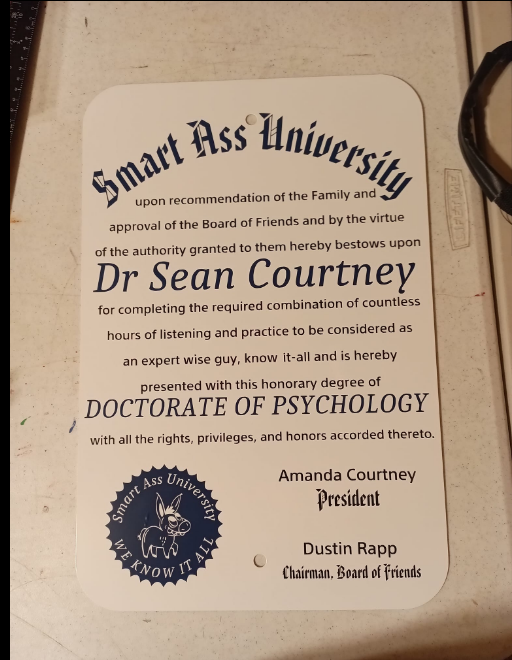 Smart Ass University
upon recommendation of the Family and
approval of the Board of Friends and by the virtue
of the authority granted to them hereby bestows upon
Dr Sean Courtney
for completing the required combination of countless
hours of listening and practice to be considered as
an expert wise guy, know it-all and is hereby
presented with this honorary degree of
DOCTORATE OF PSYCHOLOGY
with all the rights, privileges, and honors accorded thereto.
Smart Ass University
WE KNOW IT ALL
Amanda Courtney
President
Dustin Rapp
Chairman, Board of Friends
LIFETIME